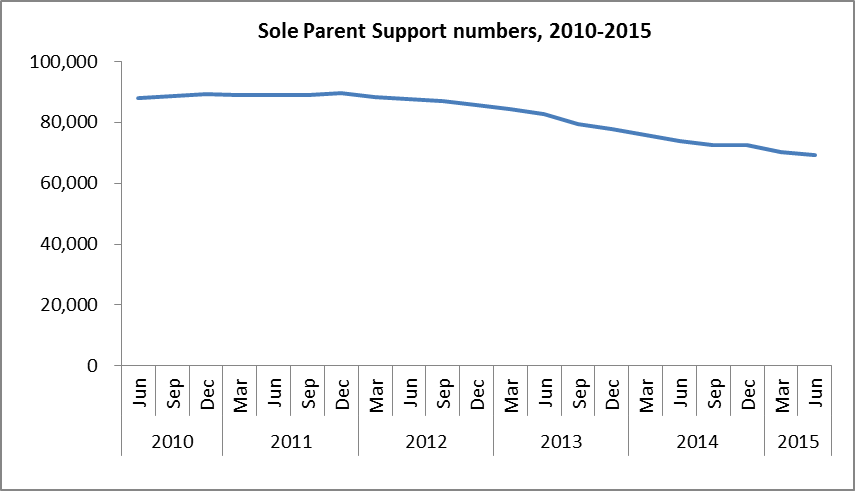 Sole Parent Support numbers, 2010-2015
100,000
80,000
60,000
40,000
20,000
0
Jun Sep Dec Mar Jun Sep Dec Mar Jun Sep Dec Mar Jun Sep Dec Mar Jun Sep Dec Mar Jun
2010 2011 2012 2013 2014 2015